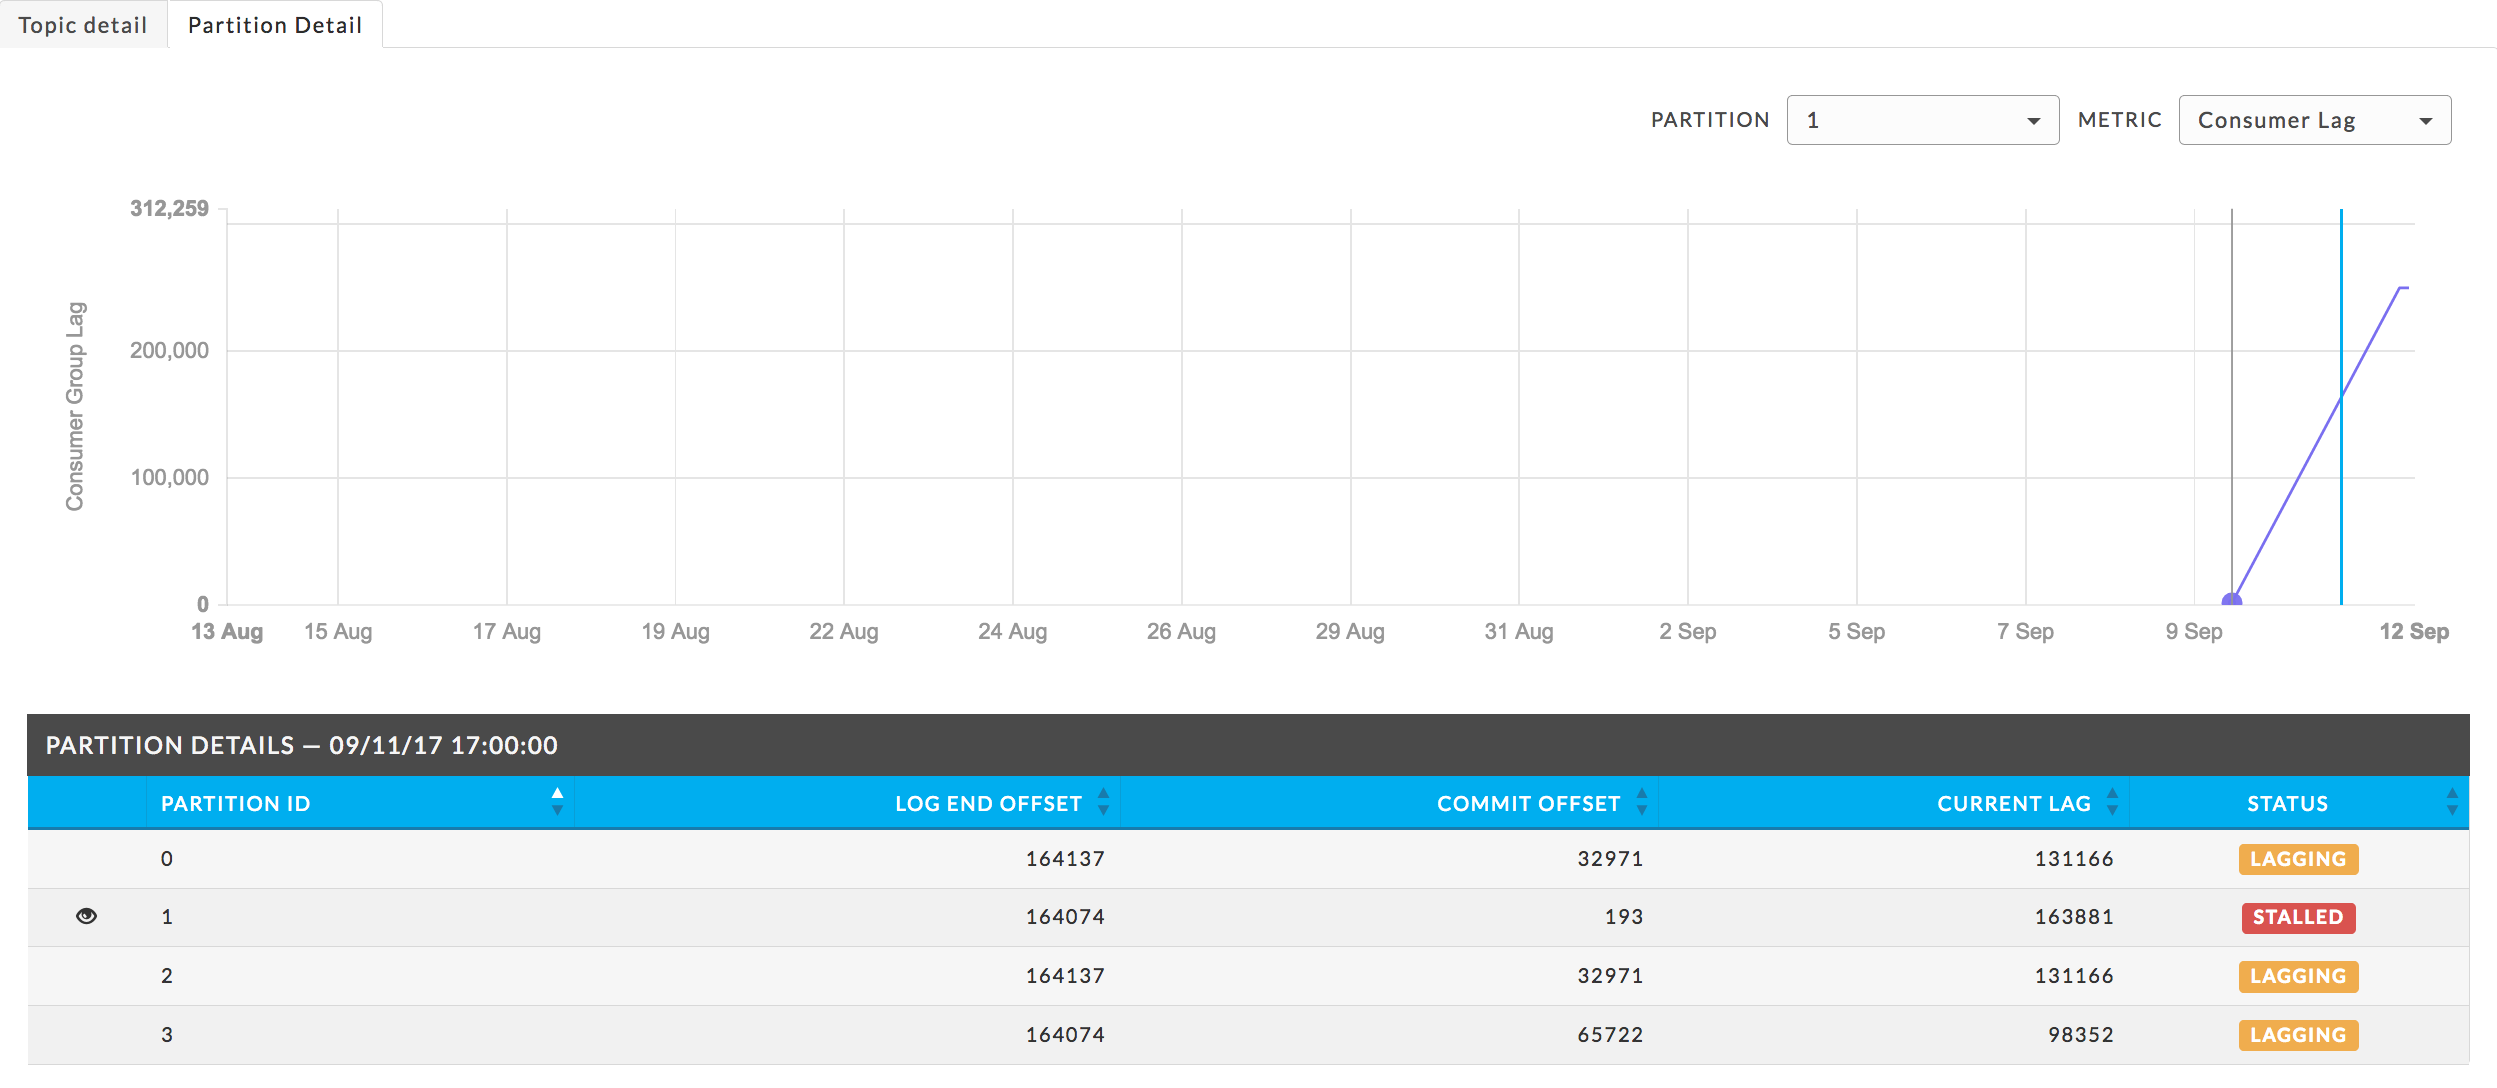 Topic detail Partition Detail
PARTITION 1 METRIC Consumer Lag
312,259
200,000
100,000
0
Consumer Group Lag
13 Aug 15 Aug 17 Aug 19 Aug 22 Aug 24 Aug 26 Aug 29 Aug 31 Aug 2 Sep 5 Sep 7 Sep 9 Sep 12 Sep
PARTITION DETAILS — 09/11/17 17:00:00
PARTITION ID LOG END OFFSET COMMIT OFFSET CURRENT LAG STATUS
0 164137 32971 131166 LAGGING
1 164074 193 163881 STALLED
2 164137 32971 131166 LAGGING
3 164074 65722 98352 LAGGING